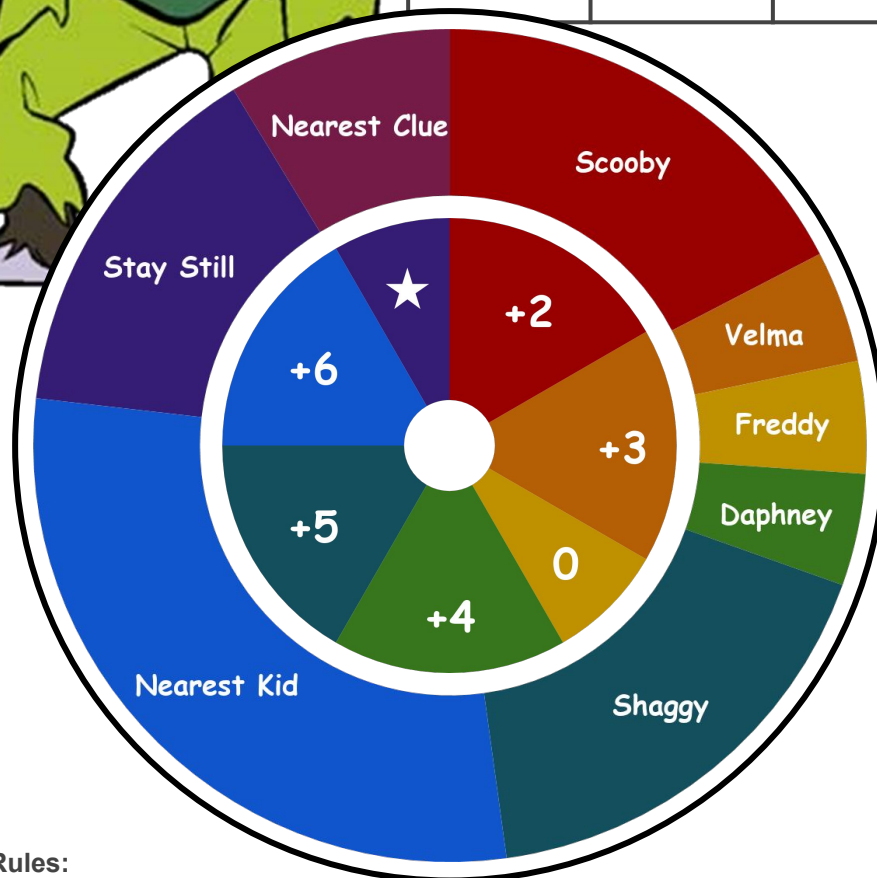 Nearest Clue
Scooby
Stay Still
Velma
Freddy
Daphney
Shaggy
Nearest Kid
+2
+3
0
+4
+5
+6
Rules: